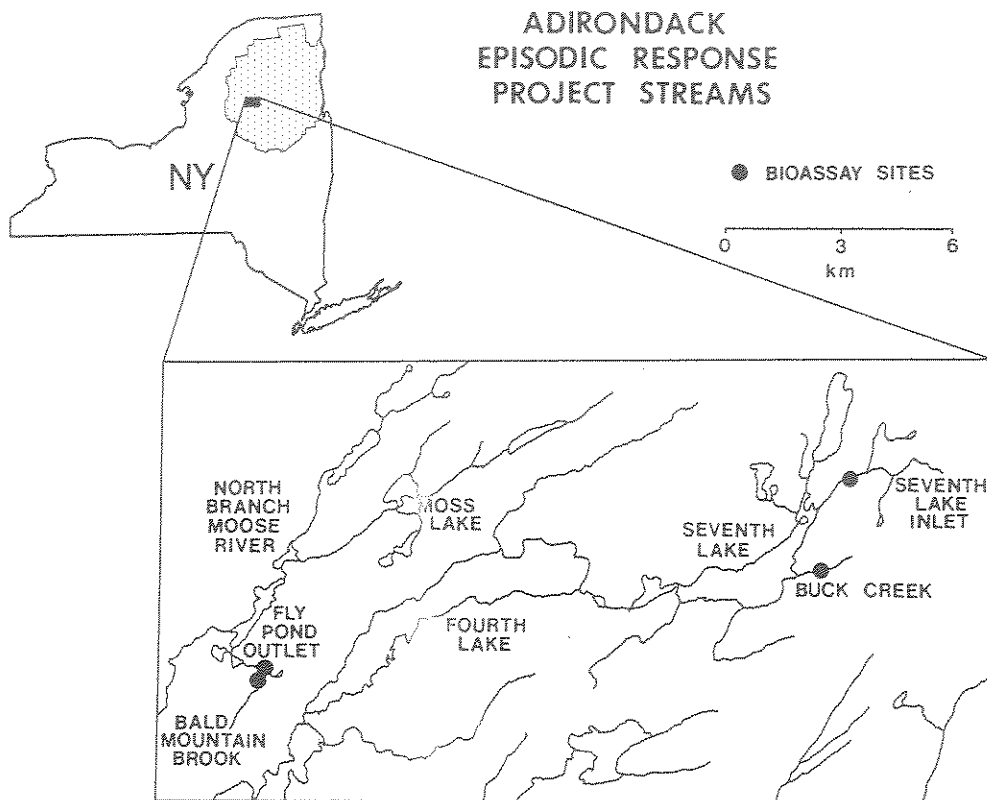 ADIRONDACK
EPISODIC RESPONSE
PROJECT STREAMS
NY
BIOASSAY SITES
0 3 6
km
NORTH
BRANCH
MOOSE
RIVER
MOSS
LAKE
SEVENTH
LAKE
SEVENTH
LAKE
INLET
BUCK CREEK
FLY
POND
OUTLET
FOURTH
LAKE
BALD
MOUNTAIN
BROOK